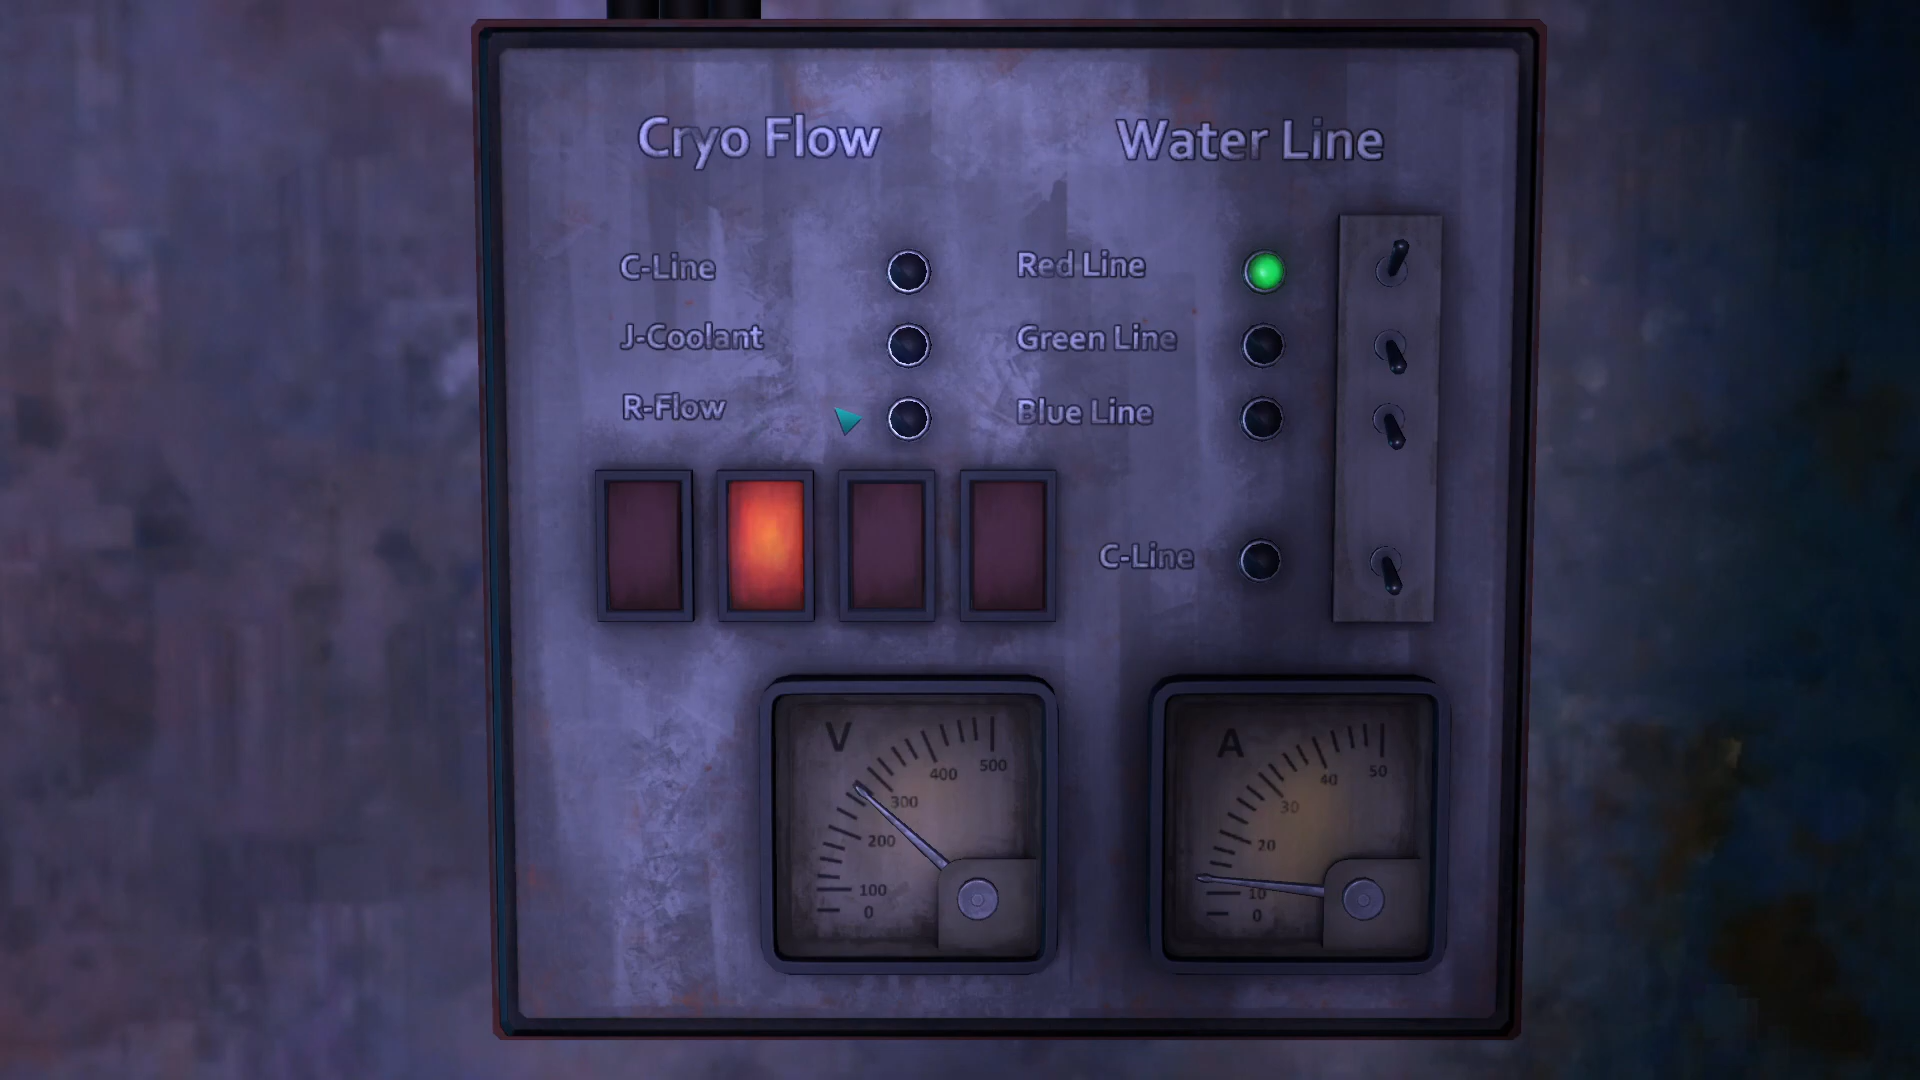 Cryo Flow
Water Line
C-Line
J-Coolant
R-Flow
Red Line
Green Line
Blue Line
C-Line
V
0
100
200
300
400
500
A
0
10
20
30
40
50